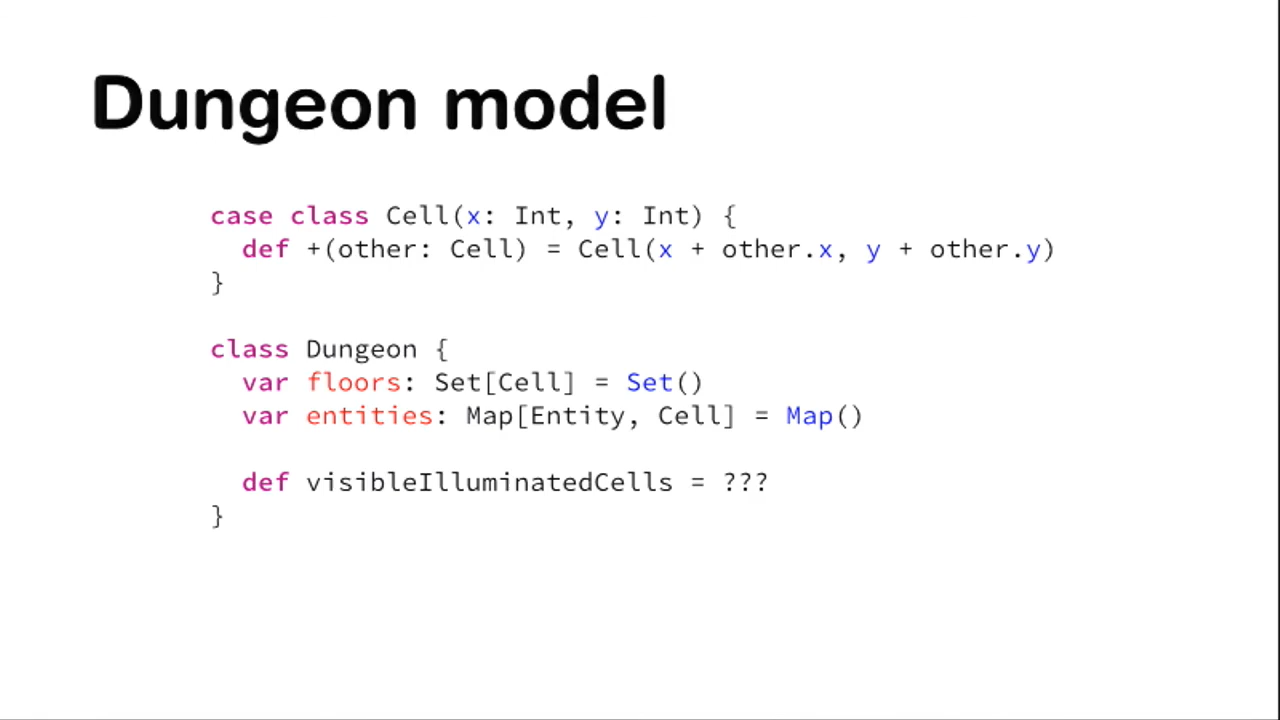 Dungeon model
case class Cell(x: Int, y: Int) {
  def +(other: Cell) = Cell(x + other.x, y + other.y)
}
class Dungeon {
  var floors: Set[Cell] = Set()
  var entities: Map[Entity, Cell] = Map()
  def visibleIlluminatedCells = ???
}